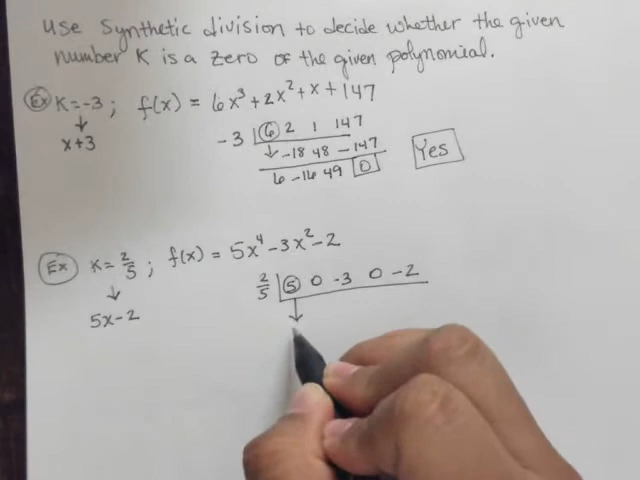 use synthetic division to decide whether the given
number K is a zero of the given polynomial.
Ex K=-3; f(x) = 6x³+2x²+x+147
↓
x+3
-3 6 2 1 147
↓ -18 48 -147
6 -16 49 0
Yes
Ex K=2/5; f(x) = 5x⁴-3x²-2
↓
5x-2
2/5 5 0 -3 0 -2
↓